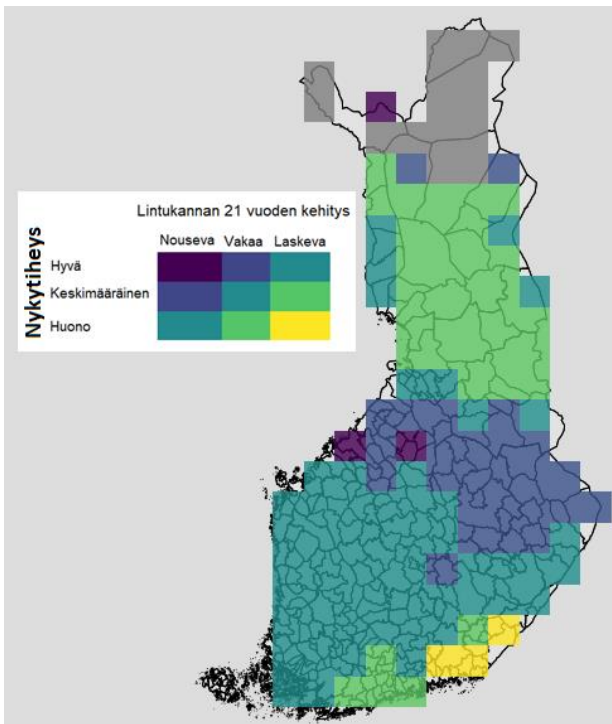 Lintukannan 21 vuoden kehitys
Nouseva Vakaa Laskeva
Nykytiheys
Hyvä
Keskimääräinen
Huono